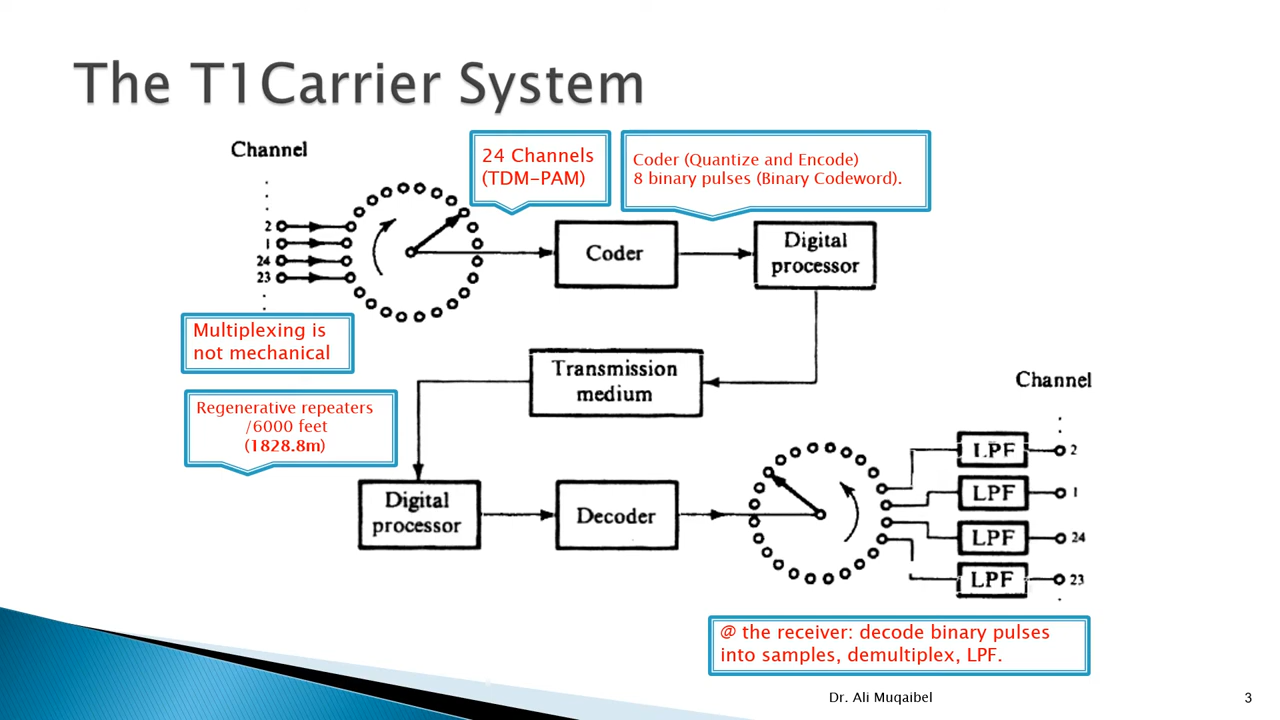 The T1Carrier System
Channel
24 Channels
(TDM-PAM)
Coder (Quantize and Encode)
8 binary pulses (Binary Codeword).
2
1
24
23
Coder
Digital
processor
Multiplexing is
not mechanical
Transmission
medium
Regenerative repeaters
/6000 feet
(1828.8m)
Channel
Digital
processor
Decoder
LPF
2
LPF
1
LPF
24
LPF
23
@ the receiver: decode binary pulses
into samples, demultiplex, LPF.
Dr. Ali Muqaibel
3